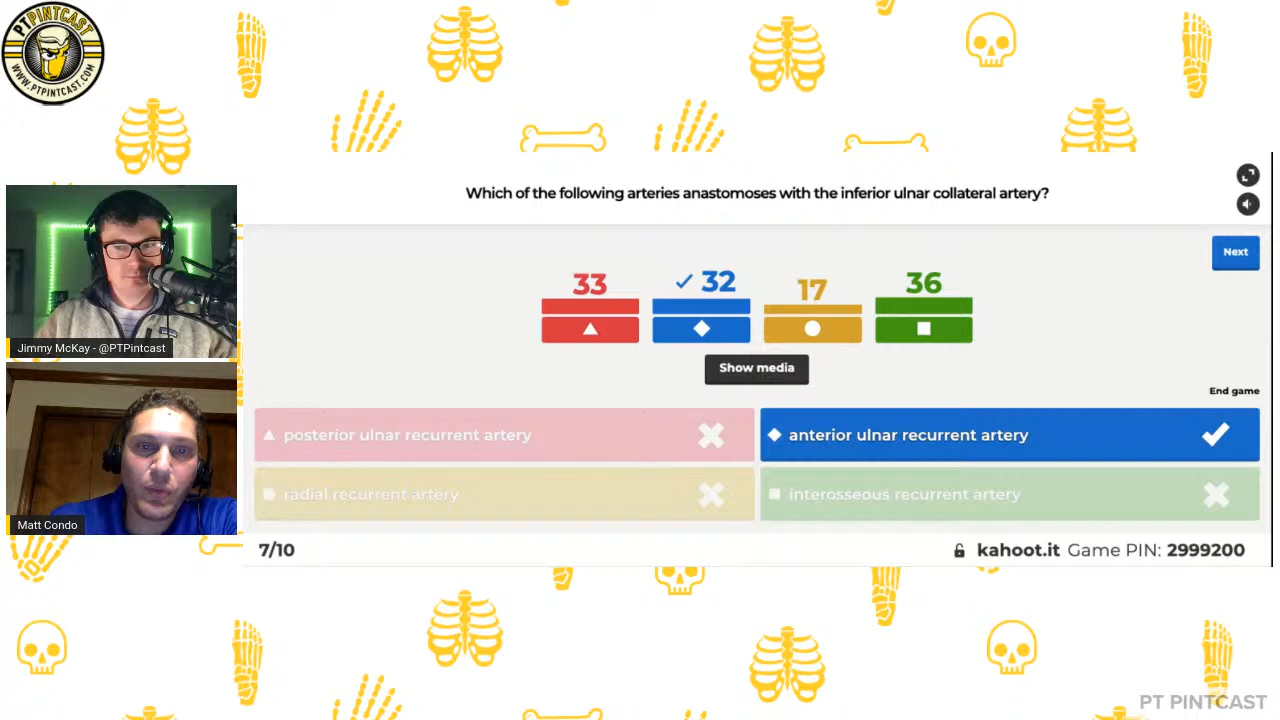 PTPINTCAST
WWW.PTPINTCAST.COM
Which of the following arteries anastomoses with the inferior ulnar collateral artery?
Next
33
32
17
36
Show media
End game
posterior ulnar recurrent artery
anterior ulnar recurrent artery
radial recurrent artery
interosseous recurrent artery
7/10
kahoot.it Game PIN: 2999200
Jimmy McKay - @PTPintcast
Matt Condo
PT PINTCAST